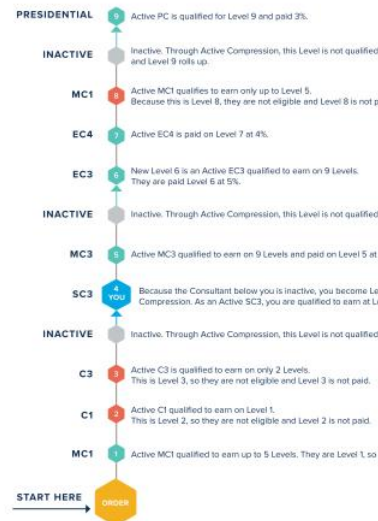 PRESIDENTIAL
9
Active PC is qualified for Level 9 and paid 3%.
INACTIVE
Inactive. Through Active Compression, this Level is not qualified
and Level 9 rolls up.
MC1
8
Active MC1 qualifies to earn only up to Level 5.
Because this is Level 8, they are not eligible and Level 8 is not p
EC4
7
Active EC4 is paid on Level 7 at 4%.
EC3
6
New Level 6 is an Active EC3 qualified to earn on 9 Levels.
They are paid Level 6 at 5%.
INACTIVE
Inactive. Through Active Compression, this Level is not qualified
MC3
5
Active MC3 qualified to earn on 9 Levels and paid on Level 5 at
SC3
4
YOU
Because the Consultant below you is inactive, you become Le
Compression. As an Active SC3, you are qualified to earn at Le
INACTIVE
Inactive. Through Active Compression, this Level is not qualified
C3
3
Active C3 is qualified to earn on only 2 Levels.
This is Level 3, so they are not eligible and Level 3 is not paid.
C1
2
Active C1 qualified to earn on Level 1.
This is Level 2, so they are not eligible and Level 2 is not paid.
MC1
1
Active MC1 qualified to earn up to 5 Levels. They are Level 1, so
START HERE
ORDER